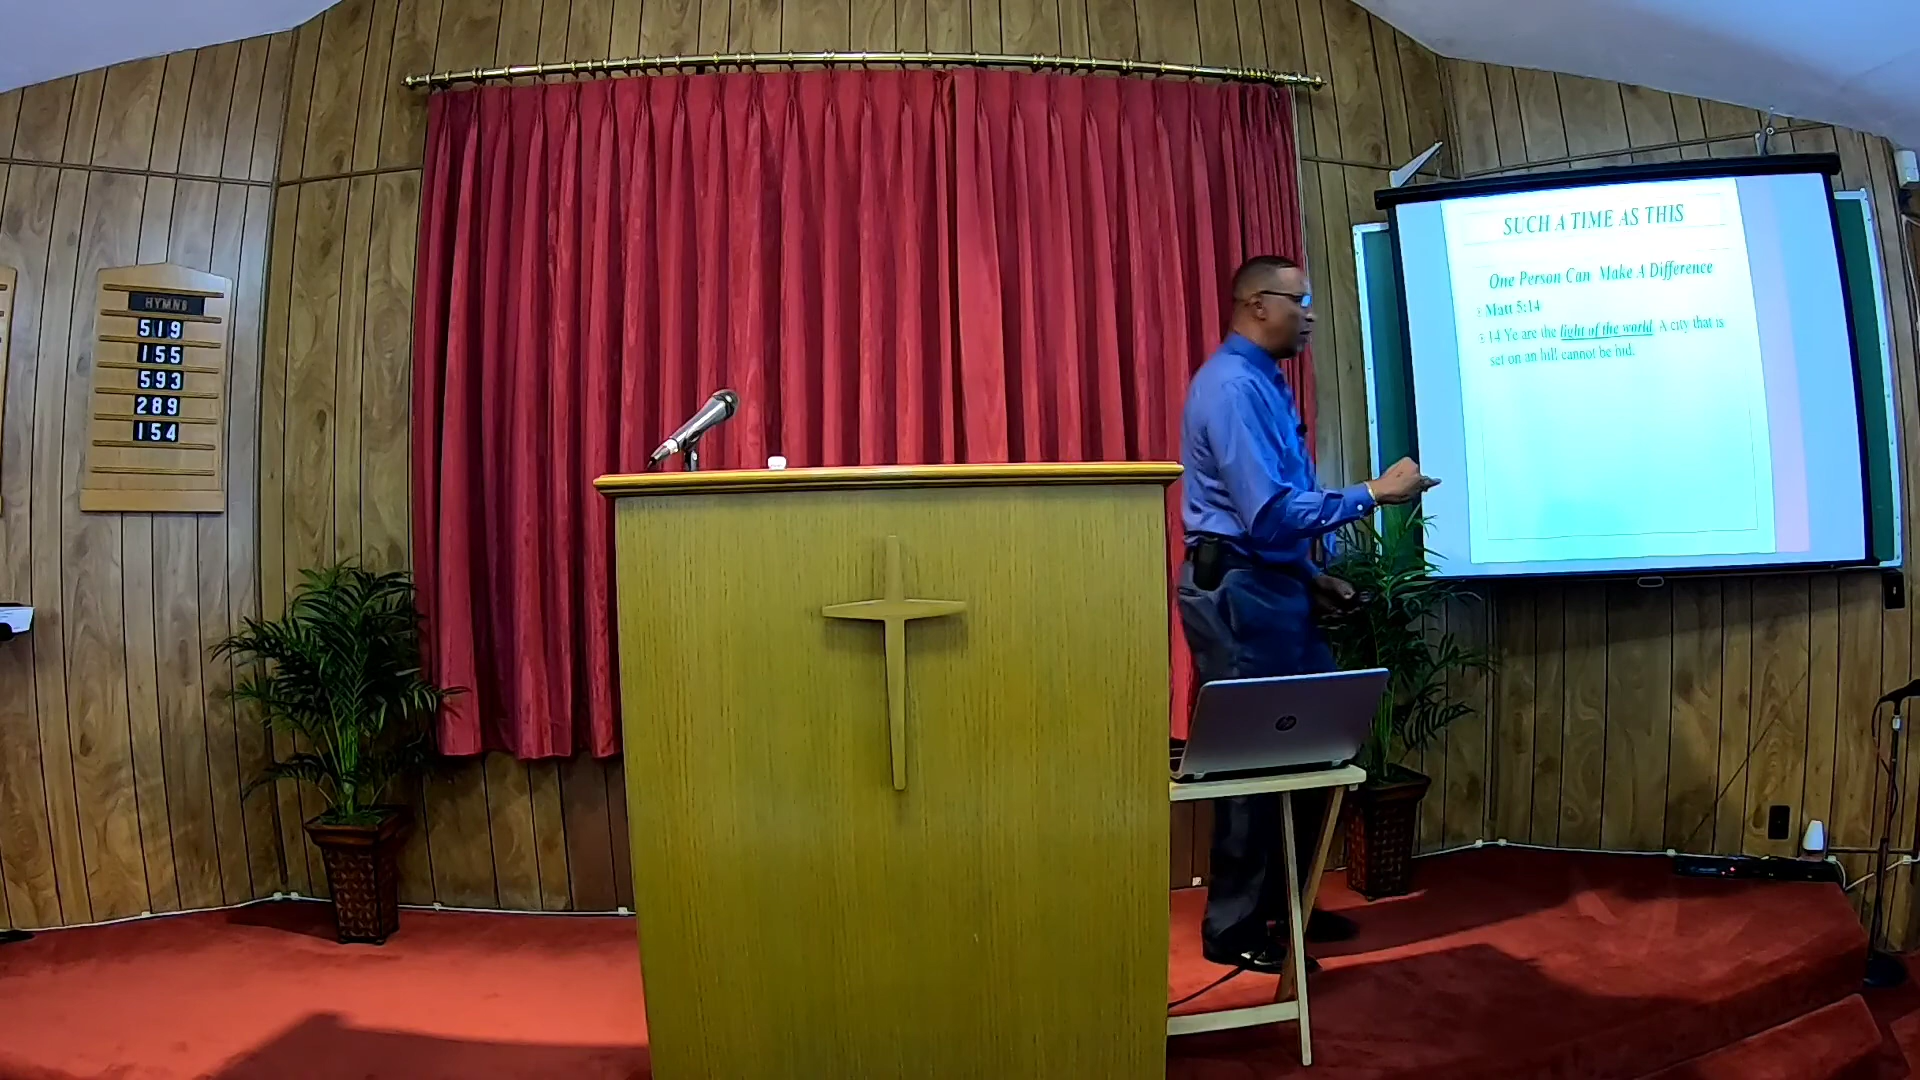 HYMNS
519
155
593
289
154
SUCH A TIME AS THIS
One Person Can Make A Difference
Matt 5:14
14 Ye are the light of the world. A city that is
set on an hill cannot be hid.
hp